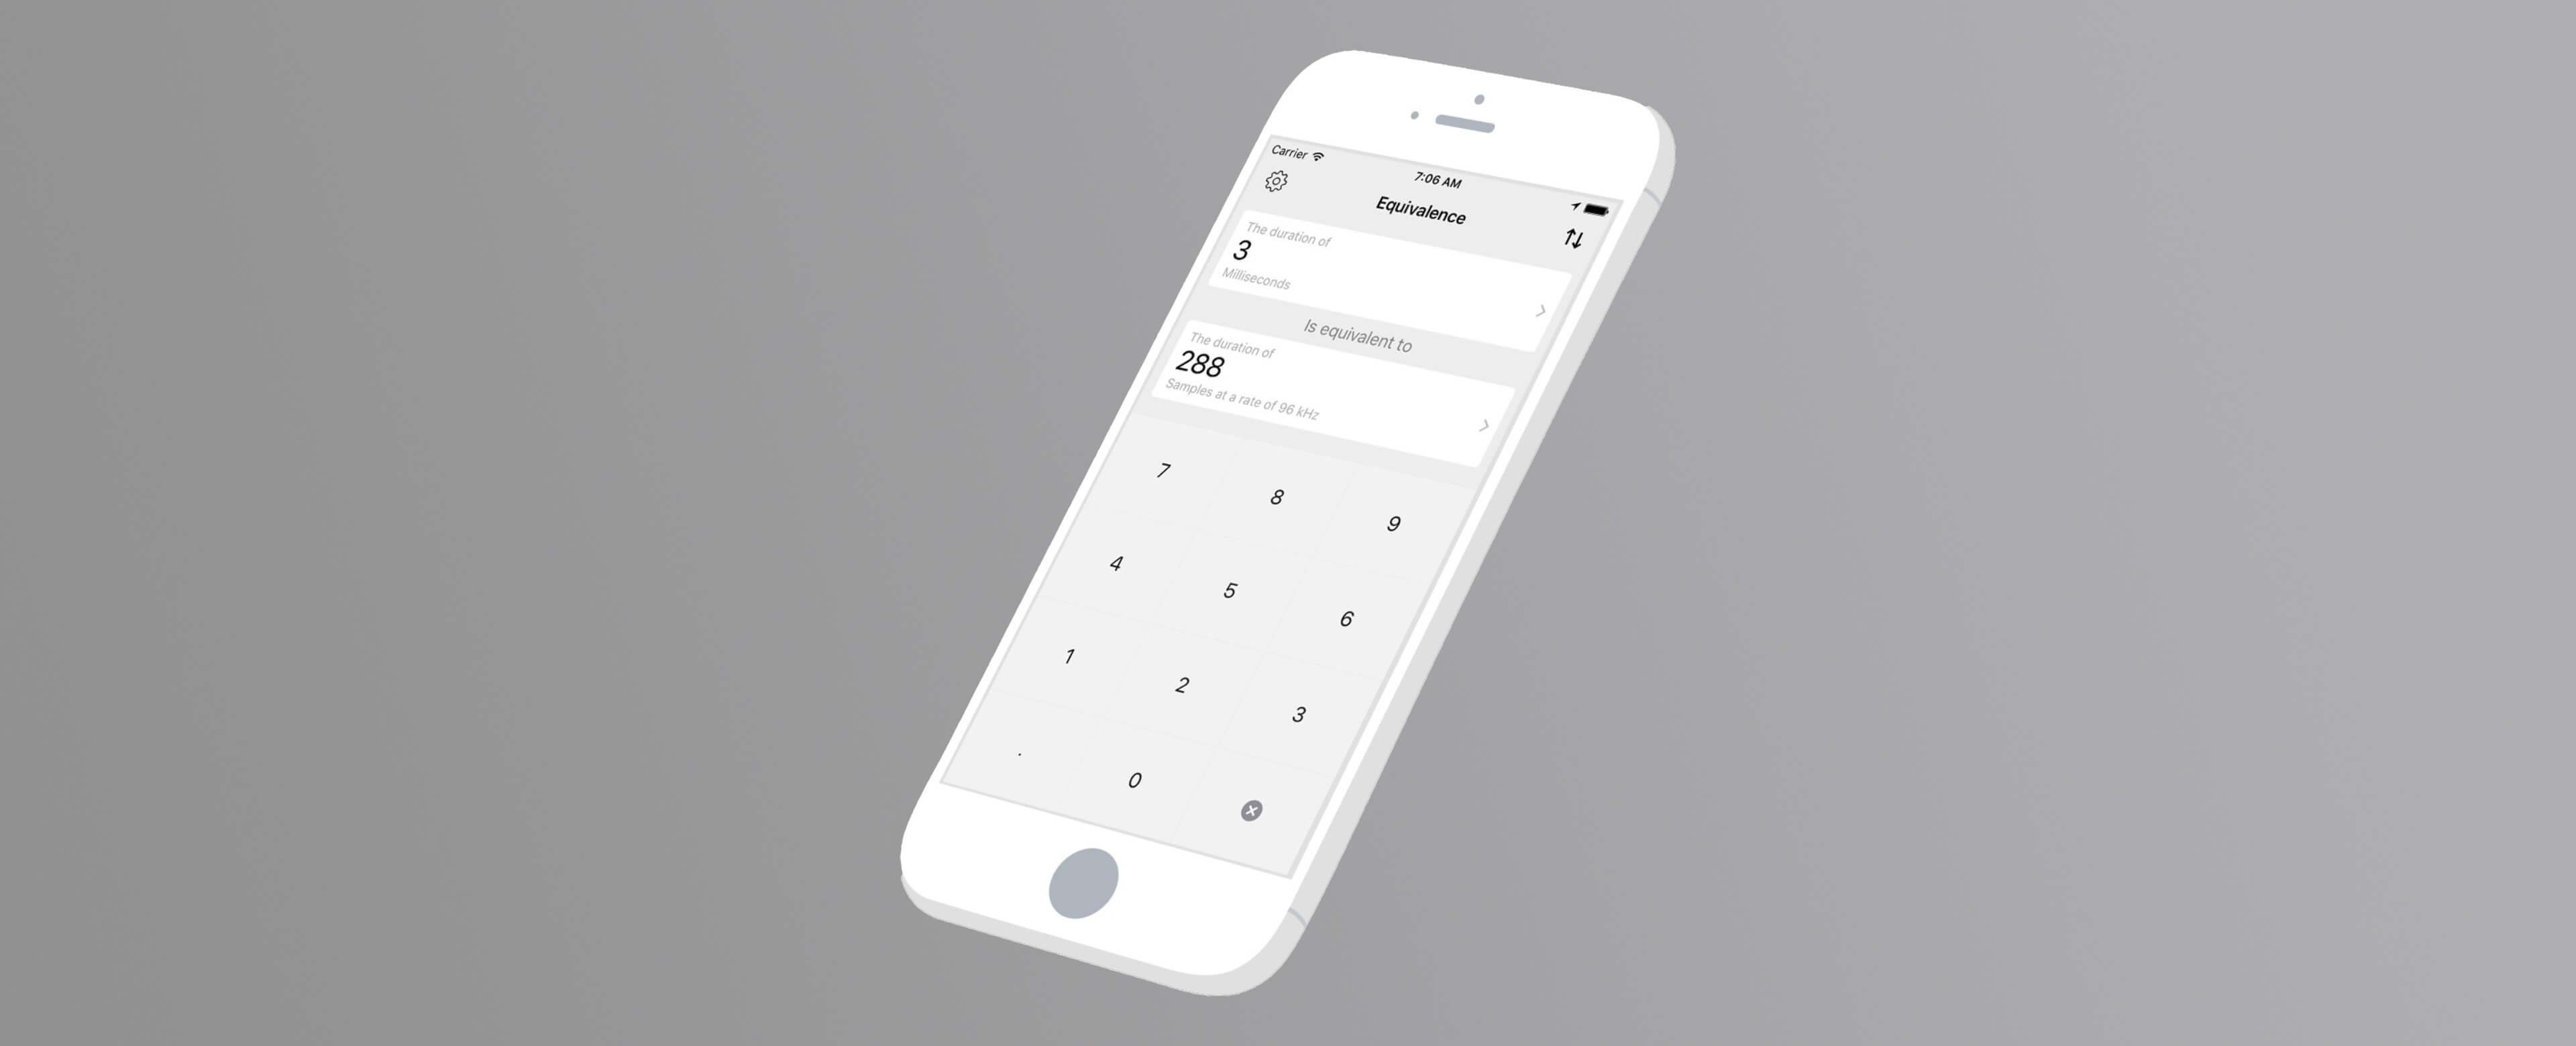 Carrier
7:06 AM
Equivalence
The duration of
3
Milliseconds
Is equivalent to
The duration of
288
Samples at a rate of 96 kHz
7 8 9
4 5 6
1 2 3
. 0